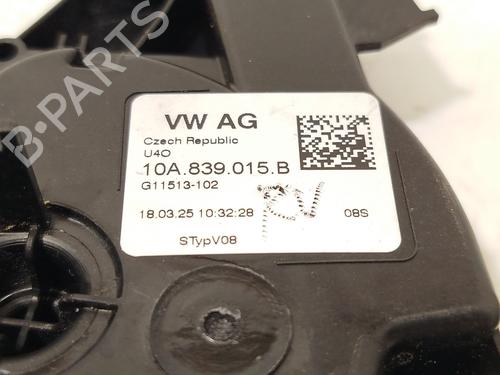 B-PARTS
VW AG
Czech Republic
U4O
10A.839.015.B
G11513-102
18.03.25 10:32:28
08S
STypV08